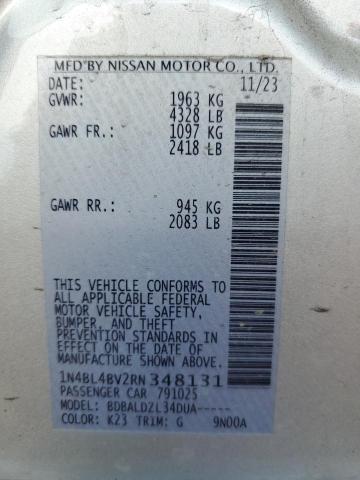 MFD BY NISSAN MOTOR CO., LTD.
DATE: 11/23
GVWR: 1963 KG
4328 LB
GAWR FR.: 1097 KG
2418 LB
GAWR RR.: 945 KG
2083 LB
THIS VEHICLE CONFORMS TO
ALL APPLICABLE FEDERAL
MOTOR VEHICLE SAFETY,
BUMPER, AND THEFT
PREVENTION STANDARDS
IN EFFECT ON THE DATE OF
MANUFACTURE SHOWN ABOVE.
1N4BL4BV2RN348131
PASSENGER CAR 791025
MODEL: BDBALDZL34DUA-----
COLOR: K23 TRIM: G 9N00A